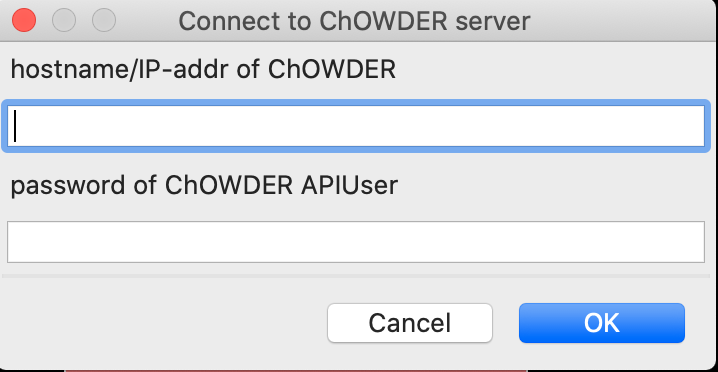 Connect to ChOWDER server
hostname/IP-addr of ChOWDER
password of ChOWDER APIUser
Cancel
OK